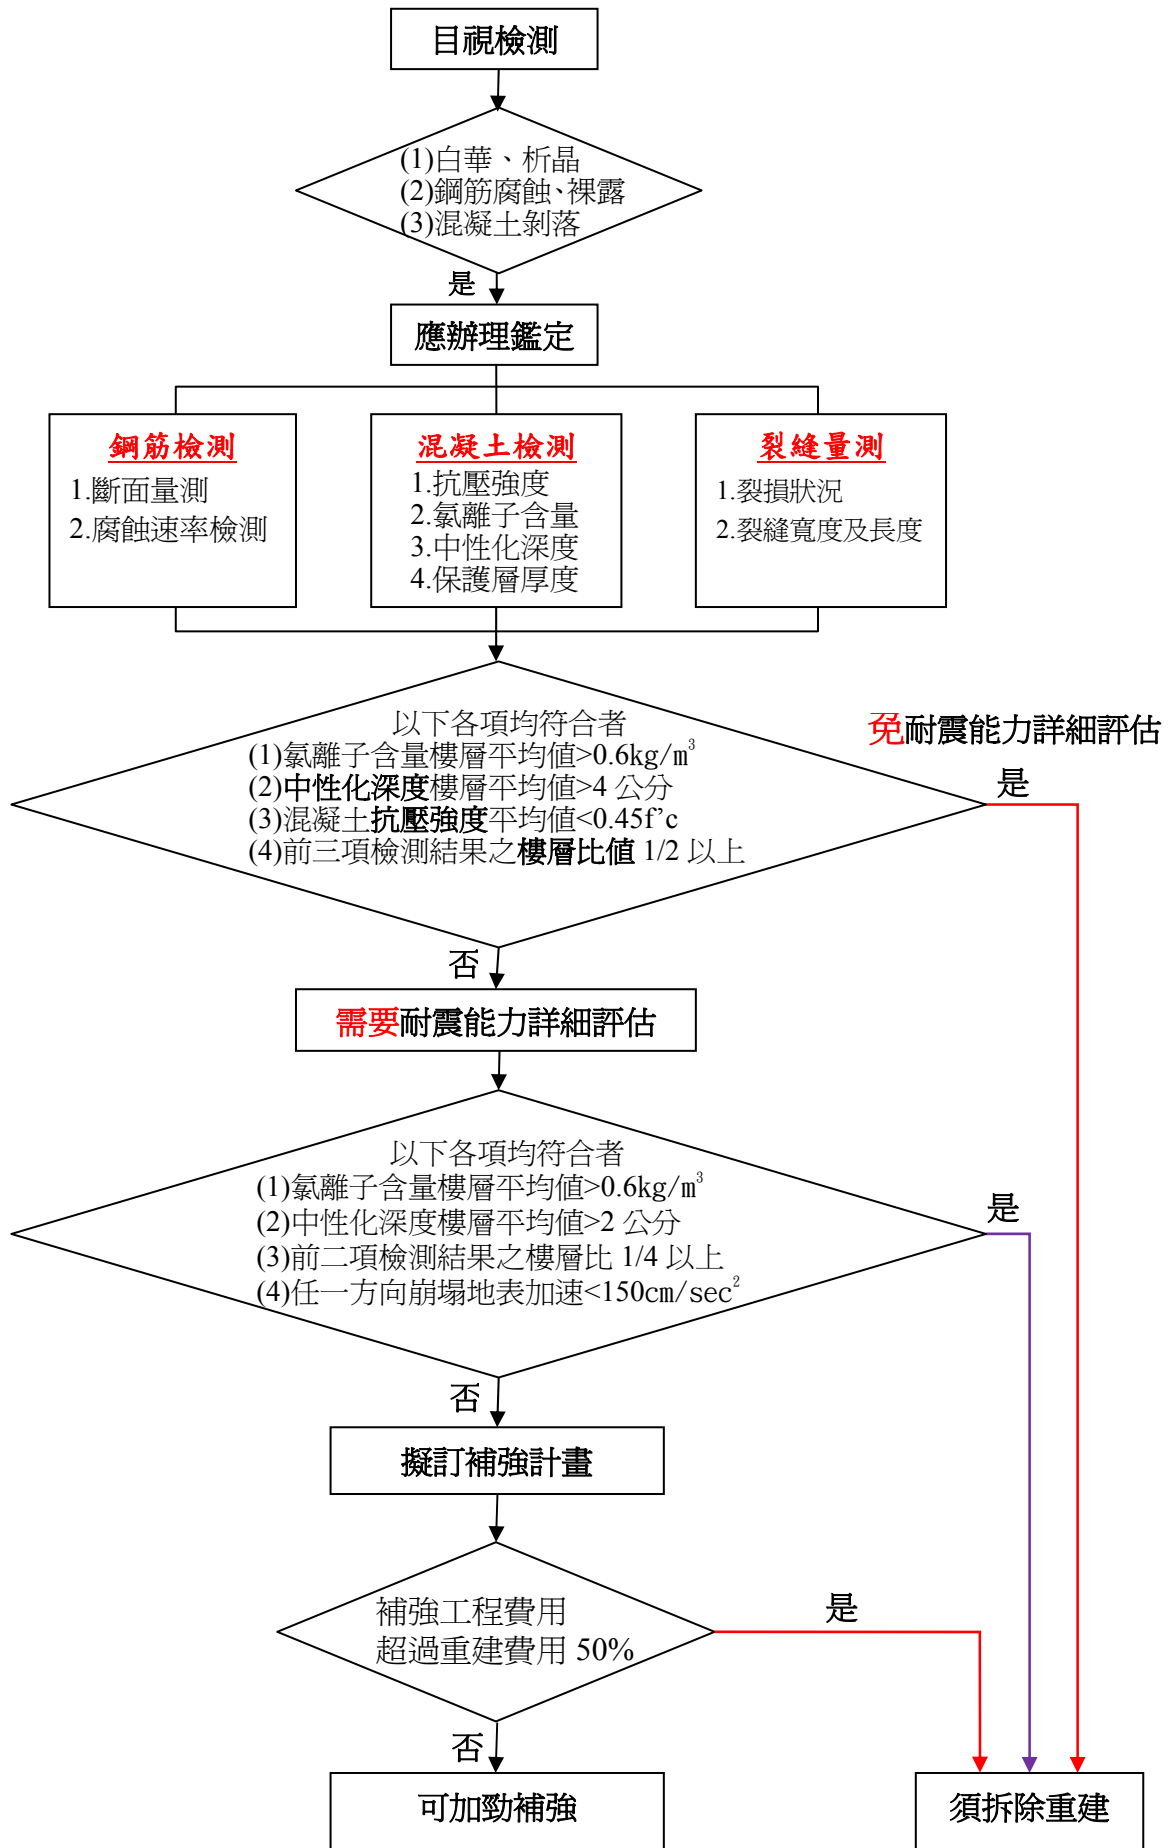 目視檢測
(1)白華、析晶
(2)鋼筋腐蝕、裸露
(3)混凝土剝落
是
應辦理鑑定
鋼筋檢測
1.斷面量測
2.腐蝕速率檢測
混凝土檢測
1.抗壓強度
2.氯離子含量
3.中性化深度
4.保護層厚度
裂縫量測
1.裂損狀況
2.裂縫寬度及長度
以下各項均符合者
(1)氯離子含量樓層平均值>0.6kg/m³
(2)中性化深度樓層平均值>4 公分
(3)混凝土抗壓強度平均值<0.45f’c
(4)前三項檢測結果之樓層比值 1/2 以上
免耐震能力詳細評估
是
否
需要耐震能力詳細評估
以下各項均符合者
(1)氯離子含量樓層平均值>0.6kg/m³
(2)中性化深度樓層平均值>2 公分
(3)前二項檢測結果之樓層比 1/4 以上
(4)任一方向崩塌地表加速<150cm/sec²
是
否
擬訂補強計畫
補強工程費用
超過重建費用 50%
是
否
可加勁補強
須拆除重建